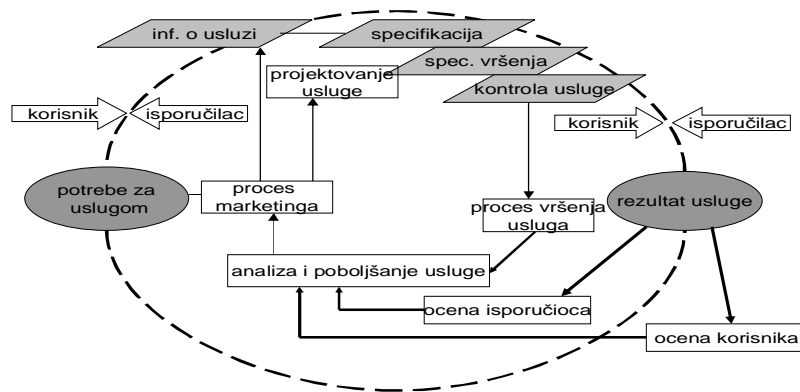 inf. o usluzi
specifikacija
spec. vršenja
projektovanje
usluge
kontrola usluge
korisnik
isporučilac
korisnik
isporučilac
potrebe za
uslugom
proces
marketinga
proces vršenja
usluga
rezultat usluge
analiza i poboljšanje usluge
ocena isporučioca
ocena korisnika